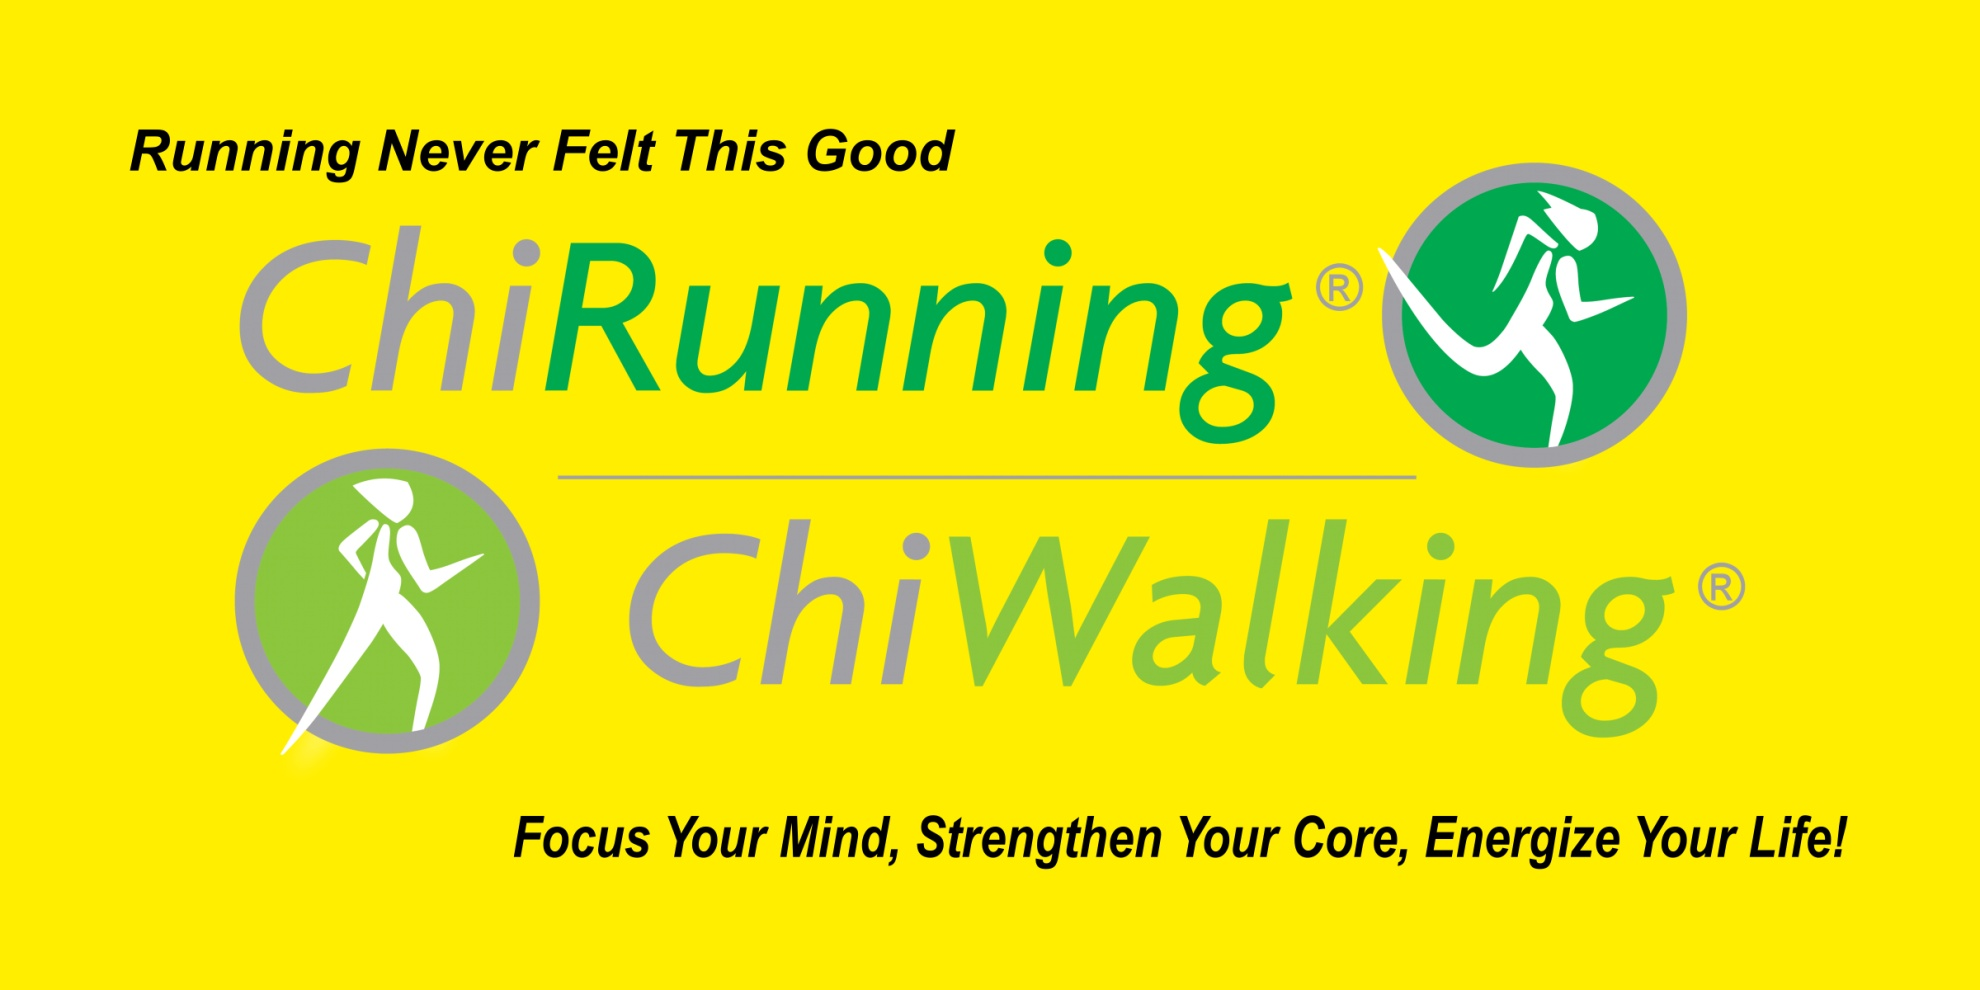 Running Never Felt This Good
ChiRunning®
ChiWalking®
Focus Your Mind, Strengthen Your Core, Energize Your Life!